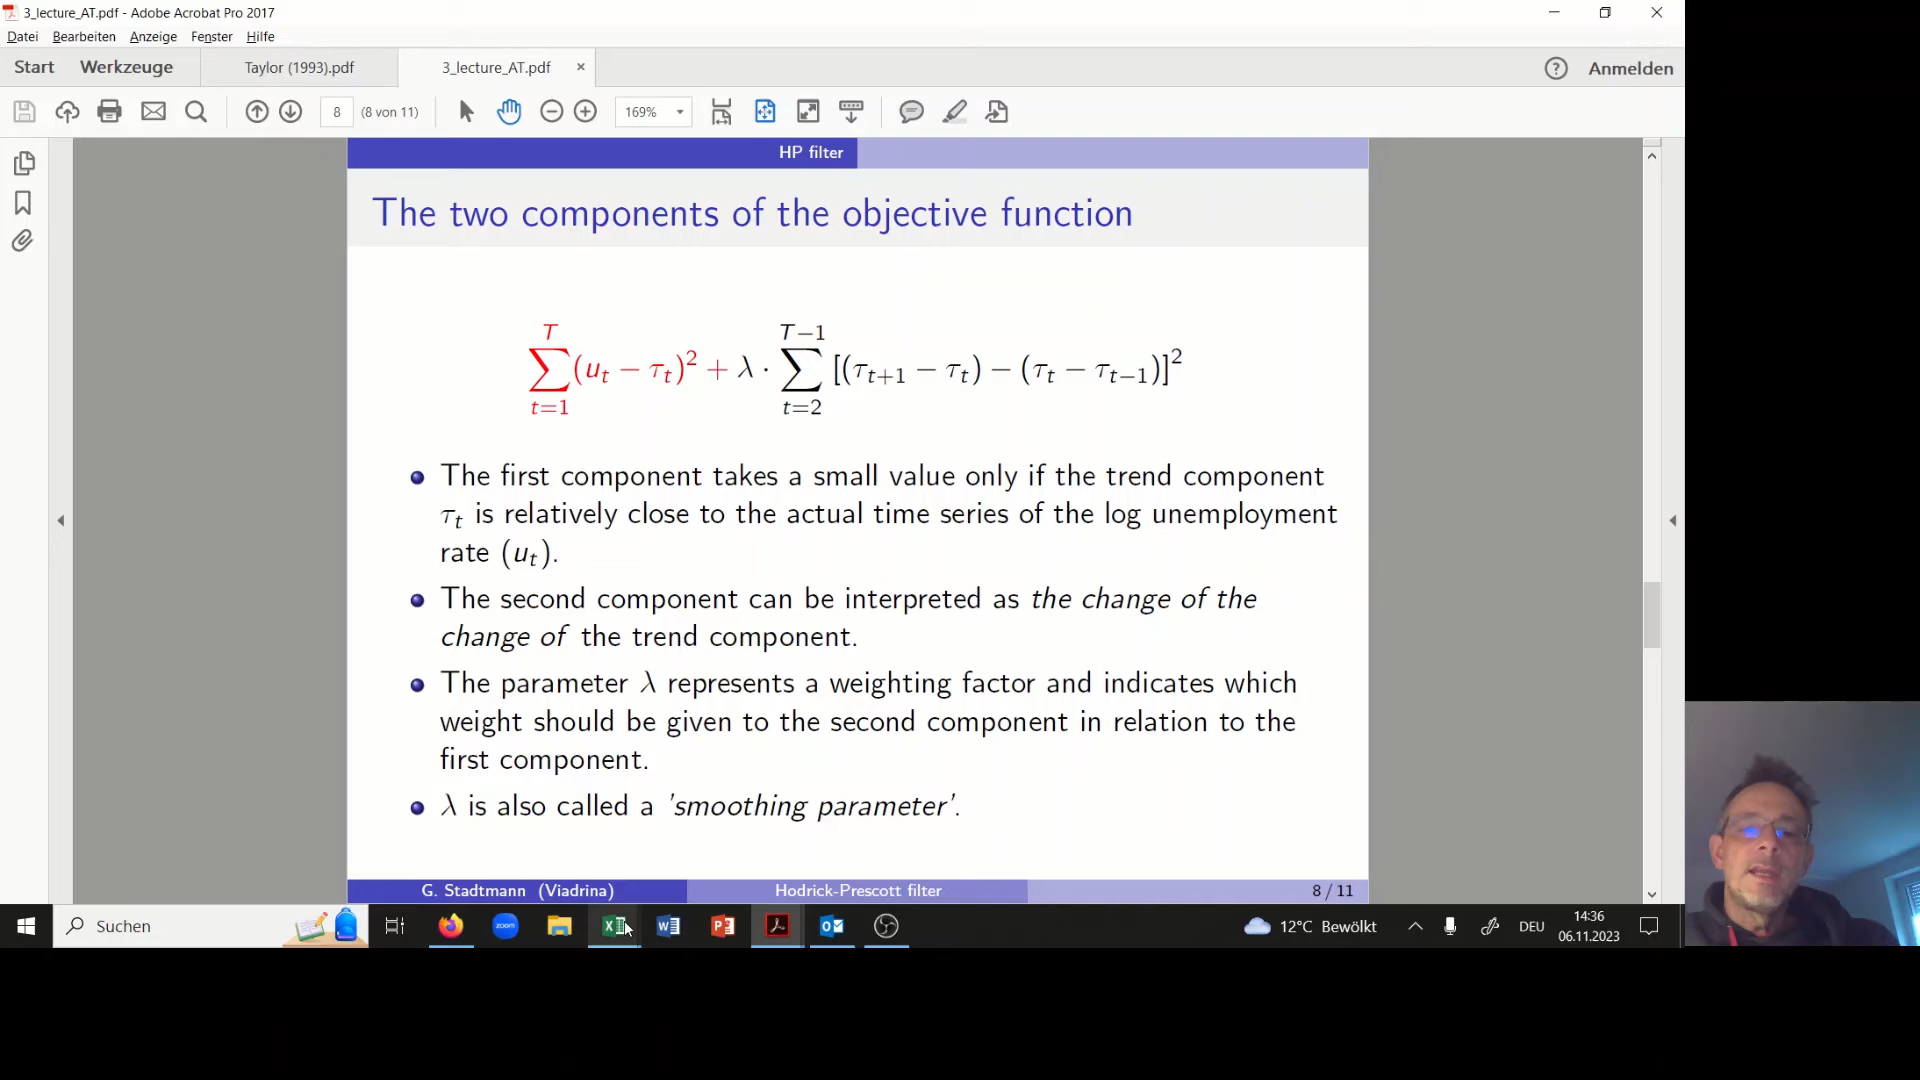 3_lecture_AT.pdf - Adobe Acrobat Pro 2017
Datei Bearbeiten Anzeige Fenster Hilfe
Start Werkzeuge Taylor (1993).pdf 3_lecture_AT.pdf × Anmelden
8 (8 von 11) 169%
HP filter
The two components of the objective function
∑_{t=1}^{T} (u_t − τ_t)^2 + λ · ∑_{t=2}^{T−1} [(τ_{t+1} − τ_t) − (τ_t − τ_{t−1})]^2
The first component takes a small value only if the trend component
τ_t is relatively close to the actual time series of the log unemployment
rate (u_t).
The second component can be interpreted as the change of the
change of the trend component.
The parameter λ represents a weighting factor and indicates which
weight should be given to the second component in relation to the
first component.
λ is also called a 'smoothing parameter'.
G. Stadtmann (Viadrina) Hodrick-Prescott filter 8 / 11
Suchen zoom 12°C Bewölkt DEU 14:36
06.11.2023